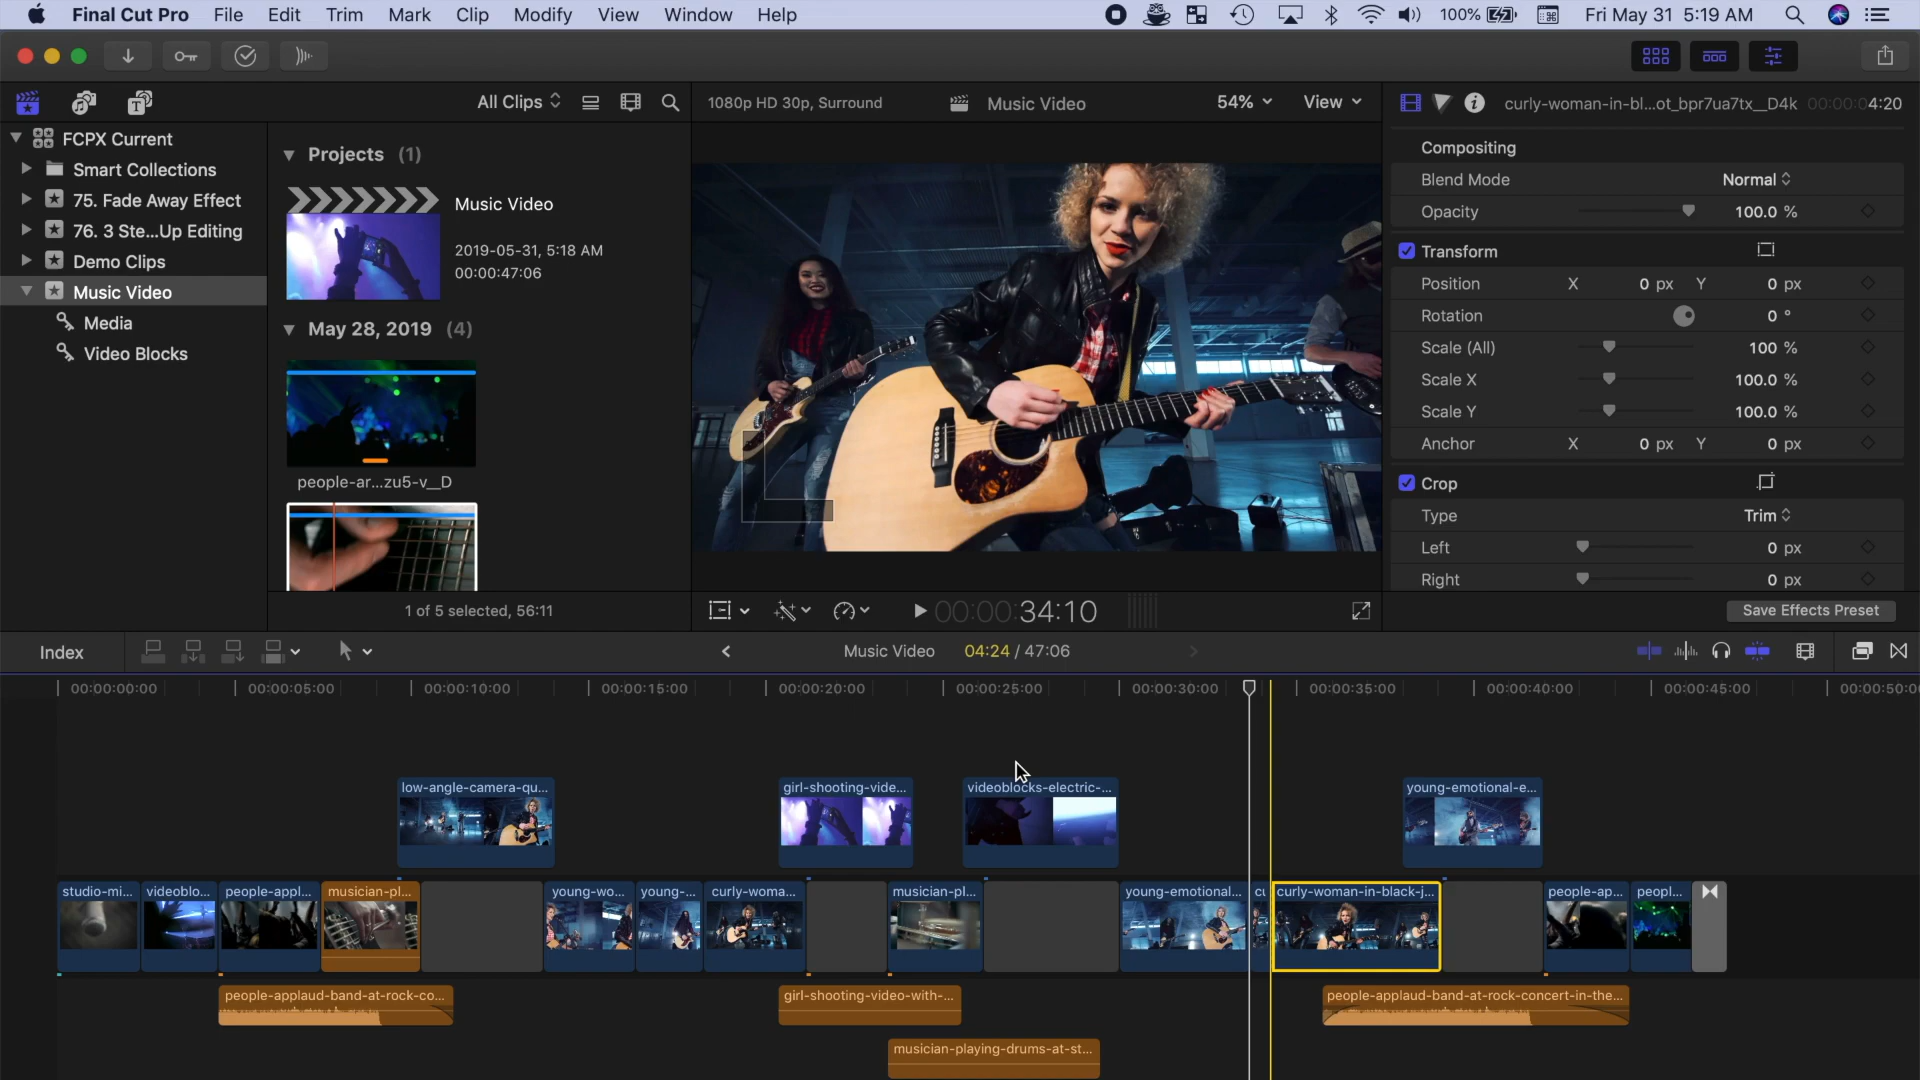 Final Cut Pro File Edit Trim Mark Clip Modify View Window Help 100% Fri May 31 5:19 AM
All Clips
1080p HD 30p, Surround Music Video 54% View
curly-woman-in-bl...ot_bpr7ua7tx__D4k 00:00:04:20
FCPX Current
Smart Collections
75. Fade Away Effect
76. 3 Ste...Up Editing
Demo Clips
Music Video
Media
Video Blocks
Projects (1)
Music Video
2019-05-31, 5:18 AM
00:00:47:06
May 28, 2019 (4)
people-ar...zu5-v__D
1 of 5 selected, 56:11
00:00:34:10
Compositing
Blend Mode Normal
Opacity 100.0 %
Transform
Position X 0 px Y 0 px
Rotation 0 °
Scale (All) 100 %
Scale X 100.0 %
Scale Y 100.0 %
Anchor X 0 px Y 0 px
Crop
Type Trim
Left 0 px
Right 0 px
Save Effects Preset
Index Music Video 04:24 / 47:06
00:00:00:00 00:00:05:00 00:00:10:00 00:00:15:00 00:00:20:00 00:00:25:00 00:00:30:00 00:00:35:00 00:00:40:00 00:00:45:00 00:00:50:0
low-angle-camera-qu... girl-shooting-vide... videoblocks-electric-... young-emotional-e...
studio-mi... videoblo... people-appl... musician-pl... young-wo... young-... curly-woma... musician-pl... young-emotional... cu curly-woman-in-black-j... people-ap... peopl...
people-applaud-band-at-rock-co... girl-shooting-video-with-... people-applaud-band-at-rock-concert-in-the...
musician-playing-drums-at-st...